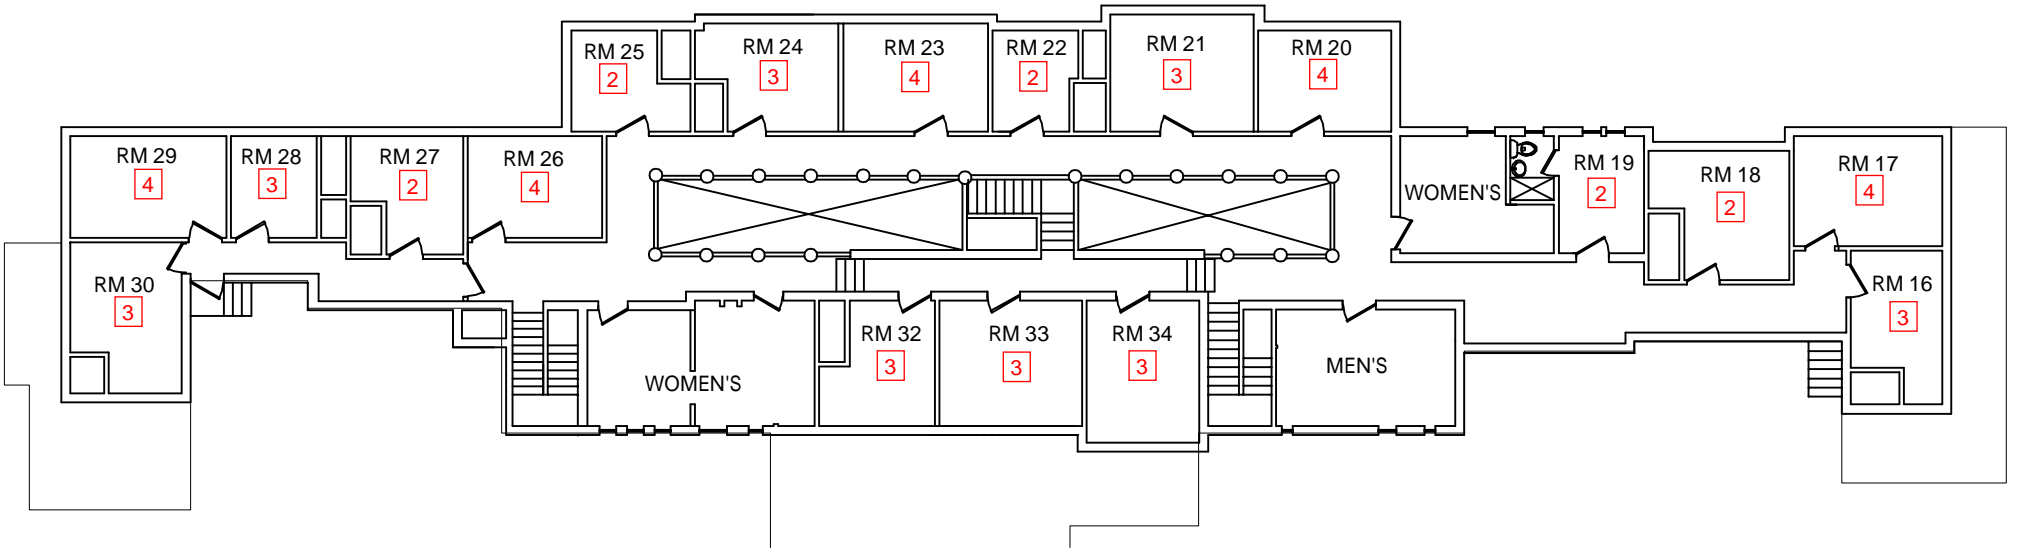 RM 25
2
RM 24
3
RM 23
4
RM 22
2
RM 21
3
RM 20
4
RM 29
4
RM 28
3
RM 27
2
RM 26
4
WOMEN'S
RM 19
2
RM 18
2
RM 17
4
RM 30
3
RM 16
3
WOMEN'S
RM 32
3
RM 33
3
RM 34
3
MEN'S